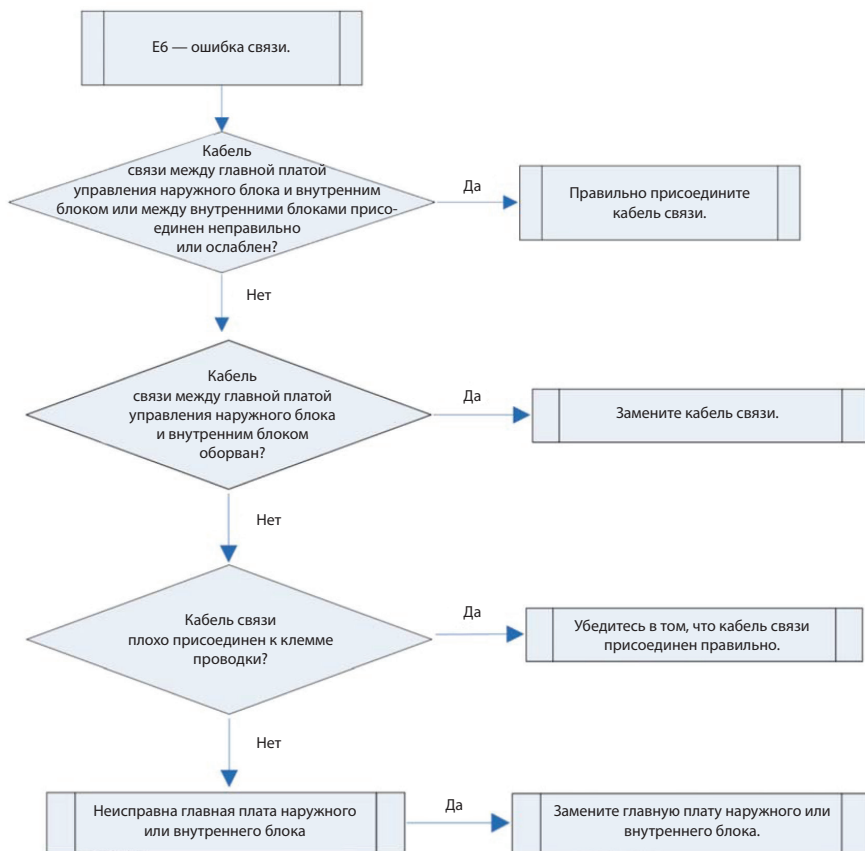 E6 — ошибка связи.
Кабель
связи между главной платой
управления наружного блока и внутренним
блоком или между внутренними блоками присо-
единен неправильно
или ослаблен?
Да
Правильно присоедините
кабель связи.
Нет
Кабель
связи между главной платой
управления наружного блока
и внутренним блоком
оборван?
Да
Замените кабель связи.
Нет
Кабель связи
плохо присоединен к клемме
проводки?
Да
Убедитесь в том, что кабель связи
присоединен правильно.
Нет
Неисправна главная плата наружного
или внутреннего блока
Да
Замените главную плату наружного или
внутреннего блока.